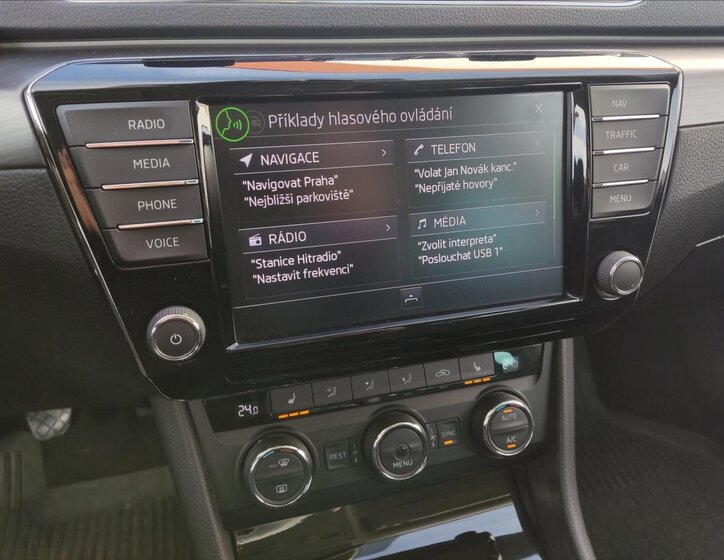 RADIO
MEDIA
PHONE
VOICE
Příklady hlasového ovládání
NAVIGACE
"Navigovat Praha"
"Nejbližší parkoviště"
TELEFON
"Volat Jan Novák kanc."
"Nepřijaté hovory"
RÁDIO
"Stanice Hitradio"
"Nastavit frekvenci"
MÉDIA
"Zvolit interpreta"
"Poslouchat USB 1"
NAV
TRAFFIC
CAR
MENU
24.0
24.0
REST
MENU
SYNC
AUTO
A/C